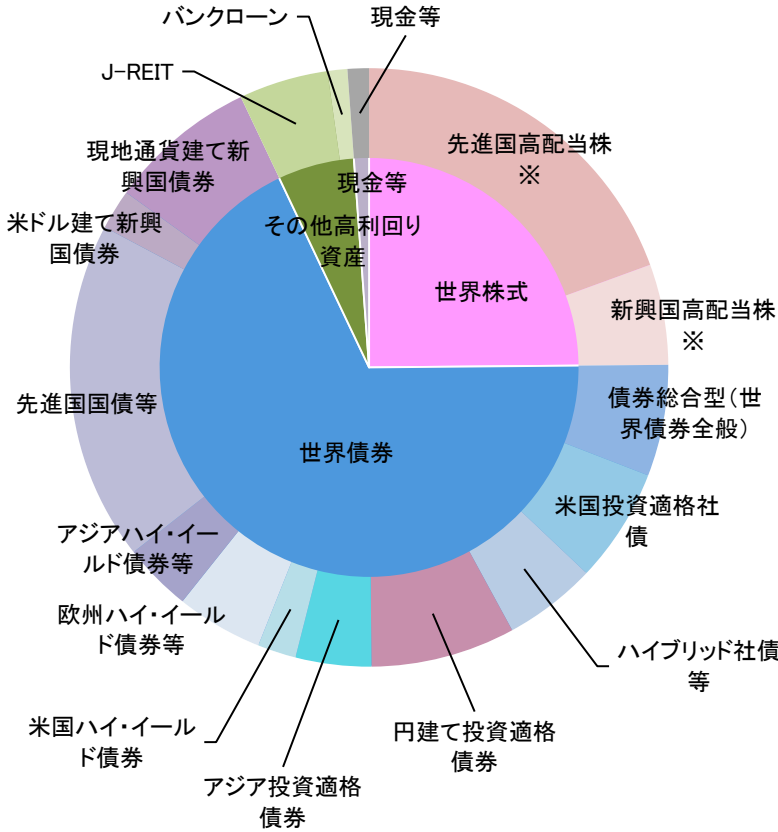 バンクローン
現金等
J-REIT
先進国高配当株
※
現地通貨建て新
興国債券
現金等
米ドル建て新興
国債券
その他高利回り
資産
世界株式
新興国高配当株
※
先進国国債等
債券総合型（世
界債券全般）
世界債券
米国投資適格社
債
アジアハイ・イー
ルド債券等
欧州ハイ・イール
ド債券等
ハイブリッド社債
等
米国ハイ・イール
ド債券
円建て投資適格
債券
アジア投資適格
債券